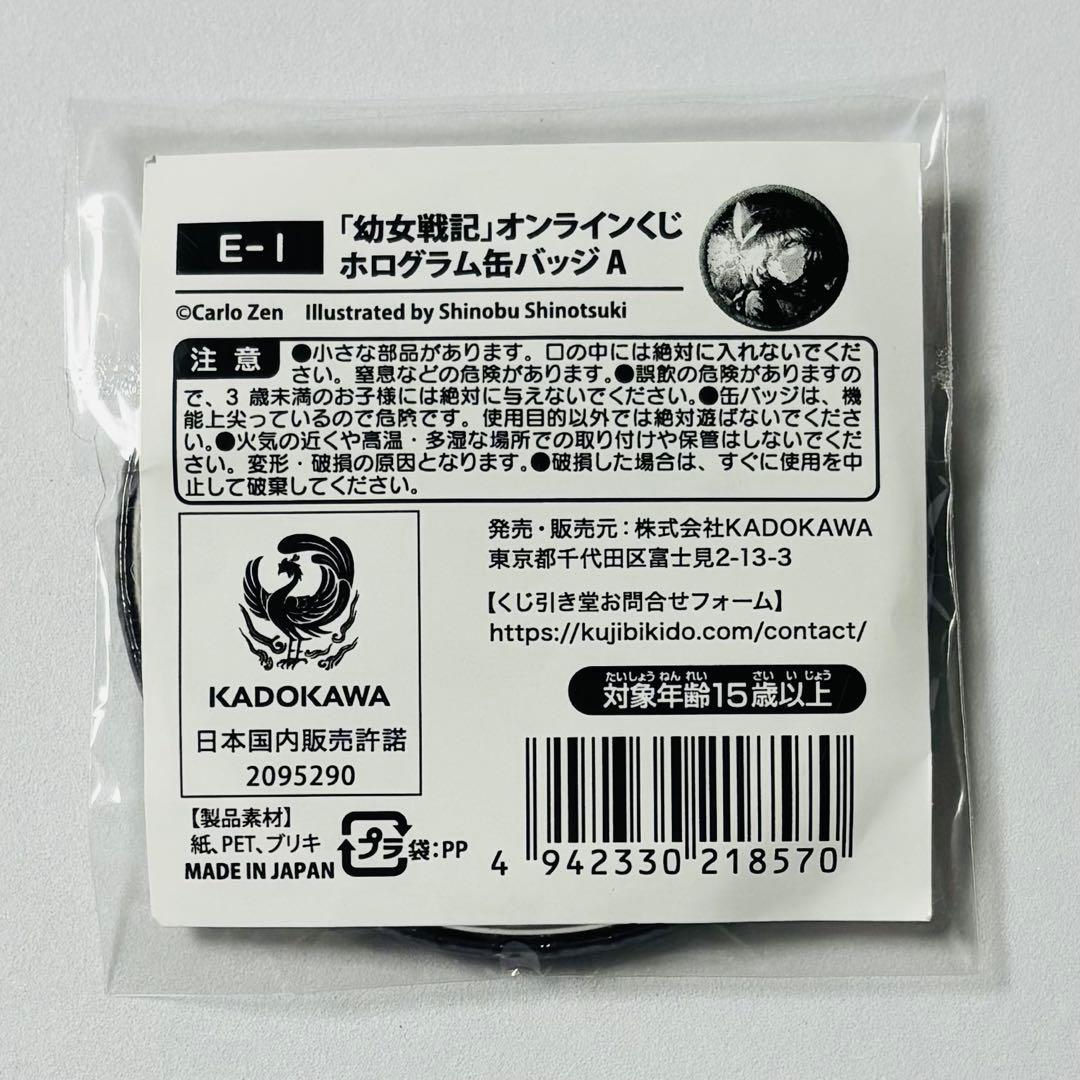 E-1
「幼女戦記」オンラインくじ
ホログラム缶バッジ A
©Carlo Zen Illustrated by Shinobu Shinotsuki
注意 ●小さな部品があります。口の中には絶対に入れないでくだ
さい。窒息などの危険があります。●誤飲の危険がありますの
で、3 歳未満のお子様には絶対に与えないでください。●缶バッジは、機
能上尖っているので危険です。使用目的以外では絶対遊ばないでくださ
い。●火気の近くや高温・多湿な場所での取り付けや保管はしないでくだ
さい。変形・破損の原因となります。●破損した場合は、すぐに使用を中
止して破棄してください。
KADOKAWA
日本国内販売許諾
2095290
発売・販売元：株式会社KADOKAWA
東京都千代田区富士見2-13-3
【くじ引き堂お問合せフォーム】
https://kujibikido.com/contact/
たいしょう ねん れい さい い じょう
対象年齢15歳以上
【製品素材】
紙、PET、ブリキ
MADE IN JAPAN
プラ 袋：PP
4 942330 218570